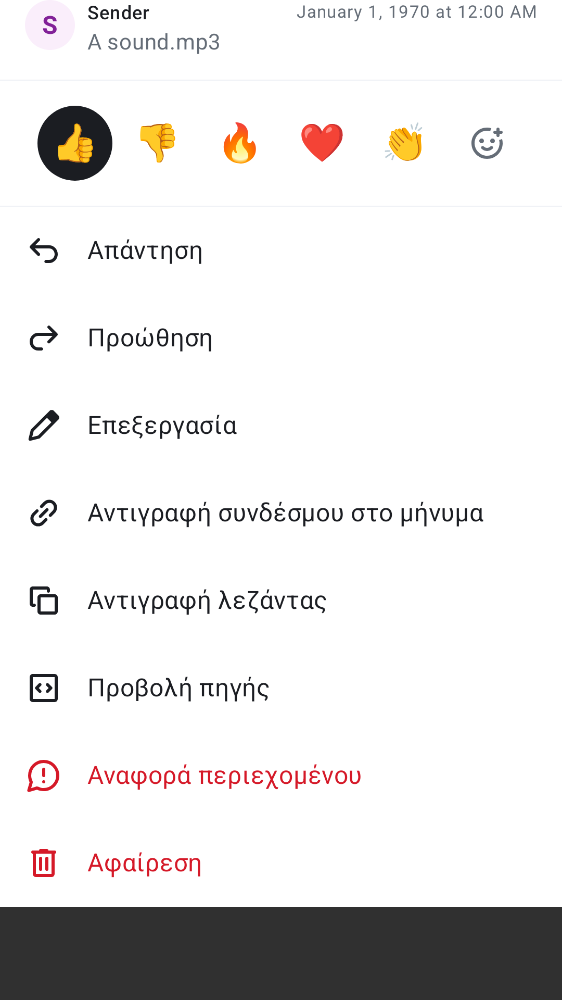 S
Sender
January 1, 1970 at 12:00 AM
A sound.mp3
Απάντηση
Προώθηση
Επεξεργασία
Αντιγραφή συνδέσμου στο μήνυμα
Αντιγραφή λεζάντας
Προβολή πηγής
Αναφορά περιεχομένου
Αφαίρεση